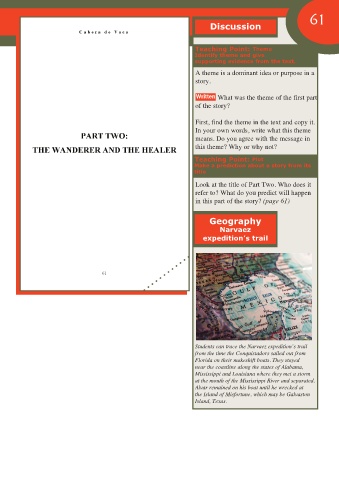 61
Cabeza de Vaca
PART TWO:
THE WANDERER AND THE HEALER
61
Discussion
Teaching Point:
Identify theme and give
supporting evidence from the text
A theme is a dominant idea or purpose in a
story.
Written What was the theme of the first part
of the story?
First, find the theme in the text and copy it.
In your own words, write what this theme
means. Do you agree with the message in
this theme? Why or why not?
Teaching Point:
Make a prediction about a story from its
title
Look at the title of Part Two. Who does it
refer to? What do you predict will happen
in this part of the story? (page 61)
Geography
Narvaez
expedition's trail
GULF OF
MEXICO
Students can trace the Narvaez expedition's trail
from the time the Conquistadors sailed out from
Florida on their makeshift boats. They stayed
near the coastline along the states of Alabama,
Mississippi and Louisiana where they met a storm
at the mouth of the Mississippi River and separated.
Alvar remained on his boat until he wrecked at
the Island of Misfortune, which may be Galveston
Island, Texas.